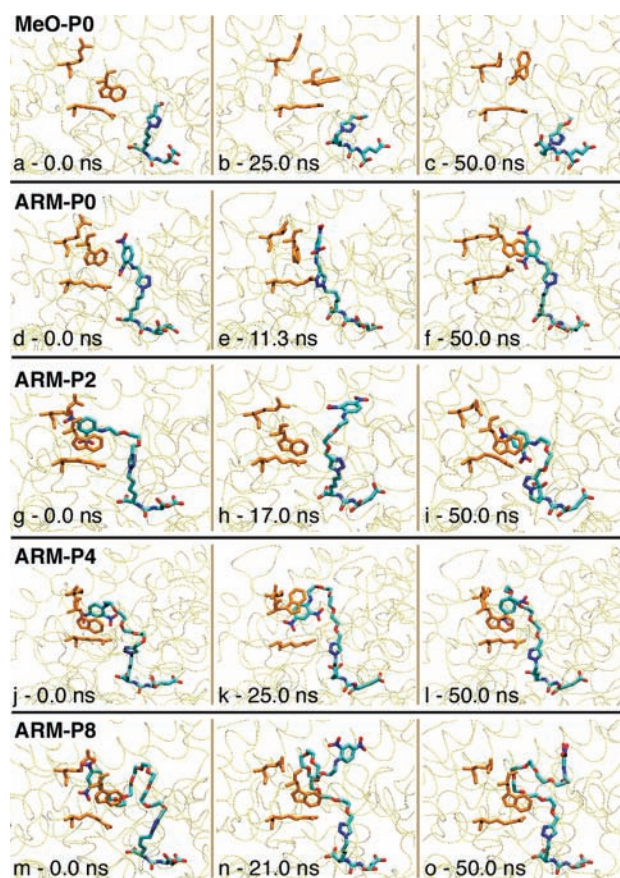 MeO-P0
a - 0.0 ns
b - 25.0 ns
c - 50.0 ns
ARM-P0
d - 0.0 ns
e - 11.3 ns
f - 50.0 ns
ARM-P2
g - 0.0 ns
h - 17.0 ns
i - 50.0 ns
ARM-P4
j - 0.0 ns
k - 25.0 ns
l - 50.0 ns
ARM-P8
m - 0.0 ns
n - 21.0 ns
o - 50.0 ns